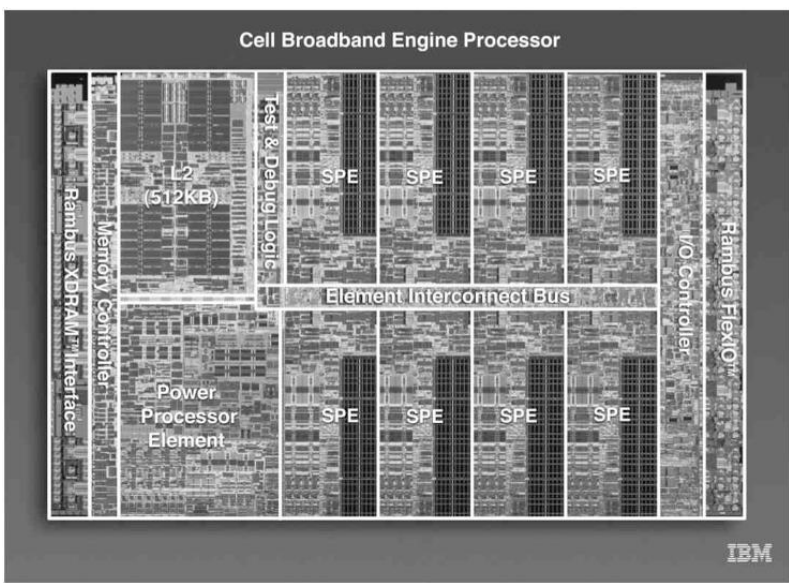 Cell Broadband Engine Processor
Rambus XDRAM™ Interface
Memory Controller
L2
(512KB)
Test & Debug Logic
SPE
SPE
SPE
SPE
I/O Controller
Rambus FlexIO™
Element Interconnect Bus
Power
Processor
Element
SPE
SPE
SPE
SPE
IBM